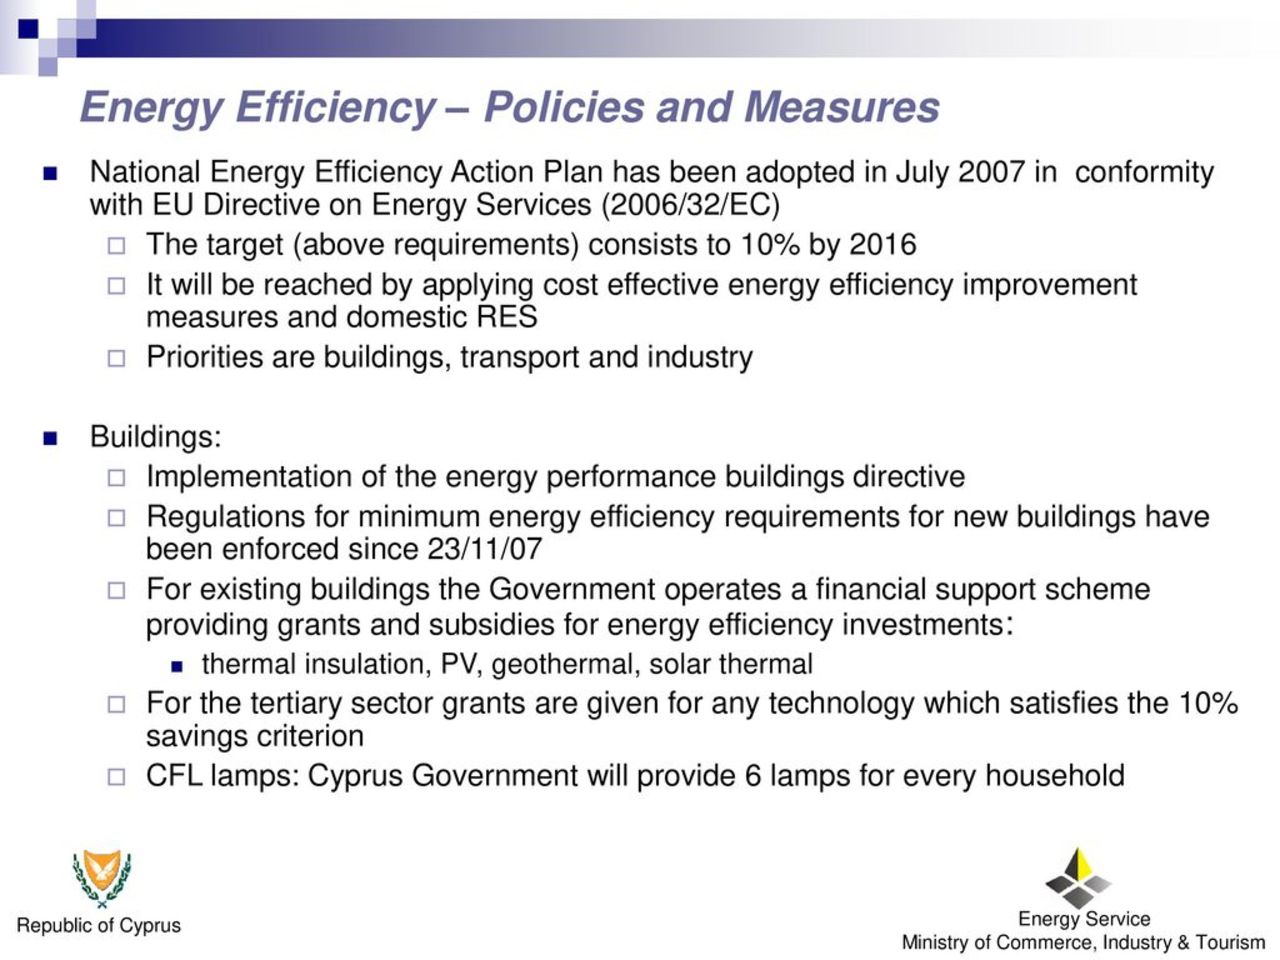 Energy Efficiency – Policies and Measures
National Energy Efficiency Action Plan has been adopted in July 2007 in  conformity
with EU Directive on Energy Services (2006/32/EC)
The target (above requirements) consists to 10% by 2016
It will be reached by applying cost effective energy efficiency improvement
measures and domestic RES
Priorities are buildings, transport and industry
Buildings:
Implementation of the energy performance buildings directive
Regulations for minimum energy efficiency requirements for new buildings have
been enforced since 23/11/07
For existing buildings the Government operates a financial support scheme
providing grants and subsidies for energy efficiency investments:
thermal insulation, PV, geothermal, solar thermal
For the tertiary sector grants are given for any technology which satisfies the 10%
savings criterion
CFL lamps: Cyprus Government will provide 6 lamps for every household
Republic of Cyprus
Energy Service
Ministry of Commerce, Industry & Tourism